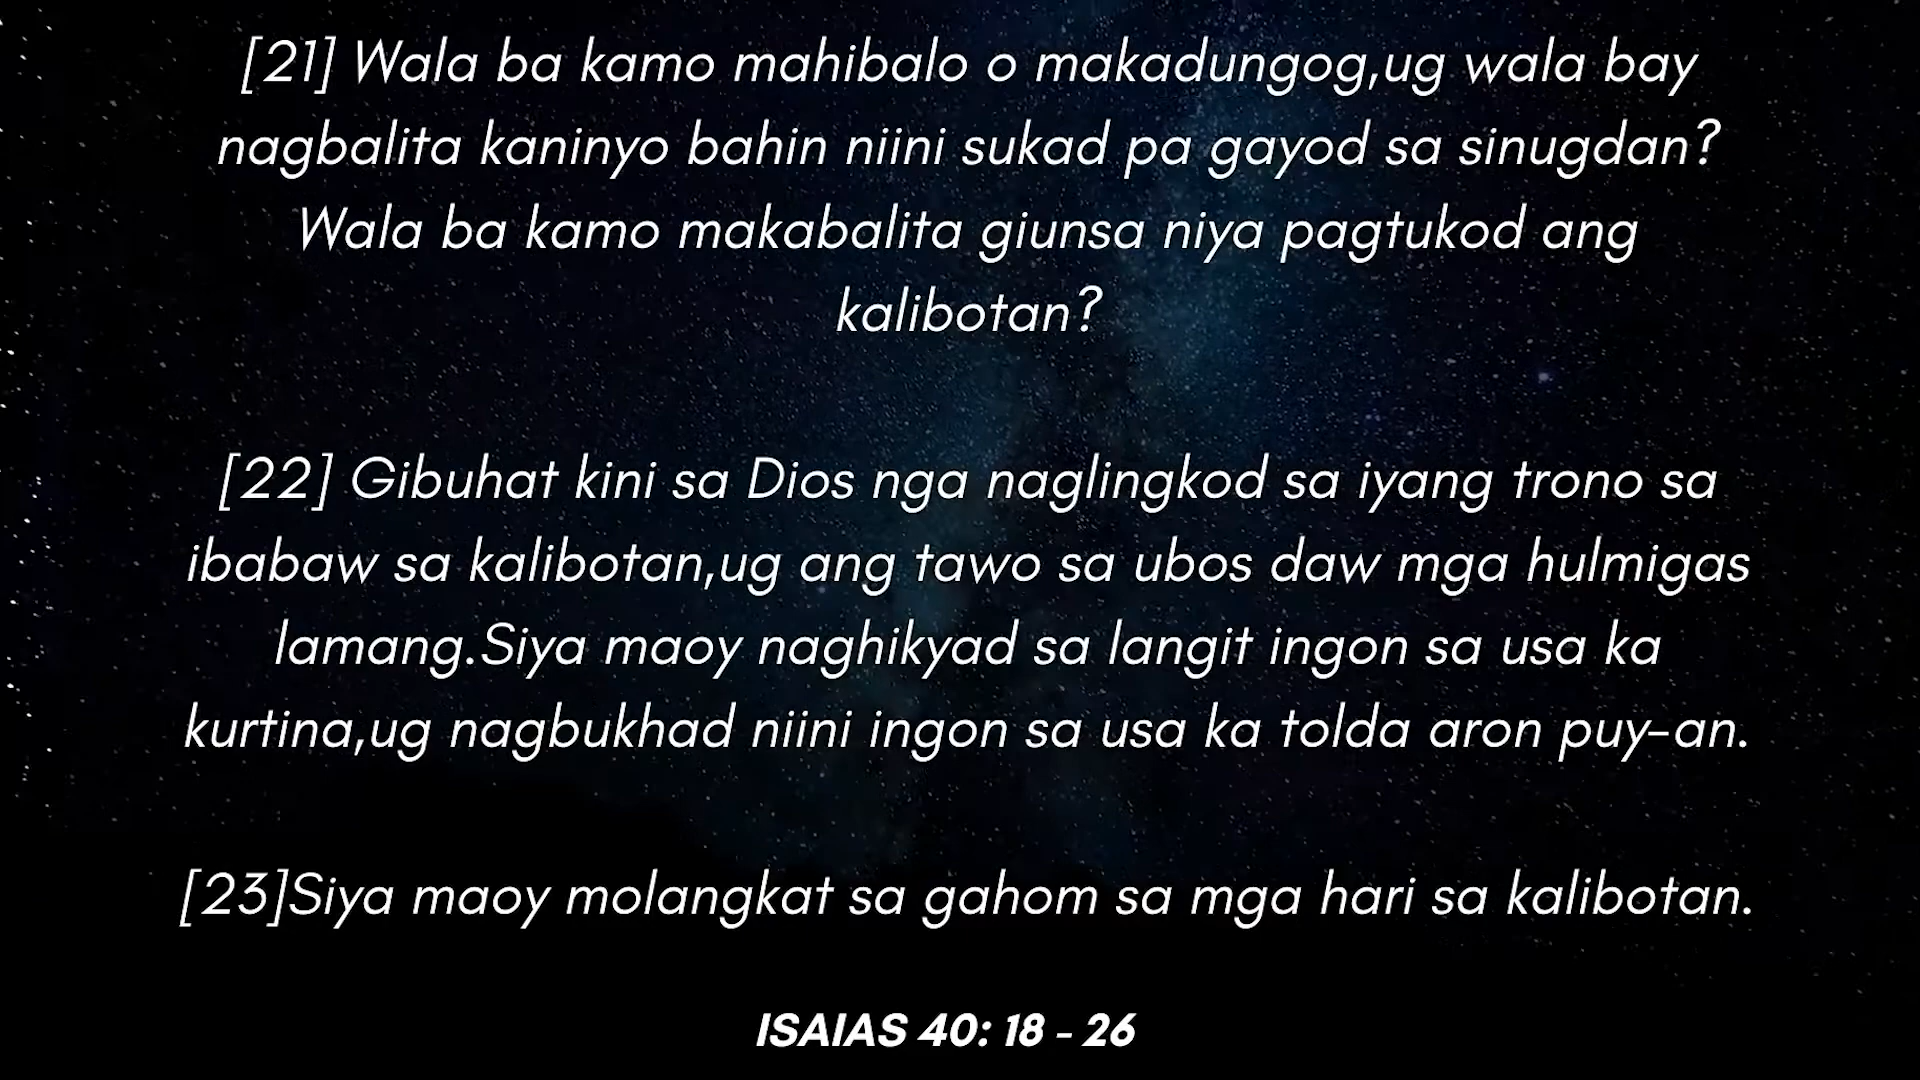 [21] Wala ba kamo mahibalo o makadungog,ug wala bay
nagbalita kaninyo bahin niini sukad pa gayod sa sinugdan?
Wala ba kamo makabalita giunsa niya pagtukod ang
kalibotan?
[22] Gibuhat kini sa Dios nga naglingkod sa iyang trono sa
ibabaw sa kalibotan,ug ang tawo sa ubos daw mga hulmigas
lamang.Siya maoy naghikyad sa langit ingon sa usa ka
kurtina,ug nagbukhad niini ingon sa usa ka tolda aron puy-an.
[23]Siya maoy molangkat sa gahom sa mga hari sa kalibotan.
ISAIAS 40: 18 - 26